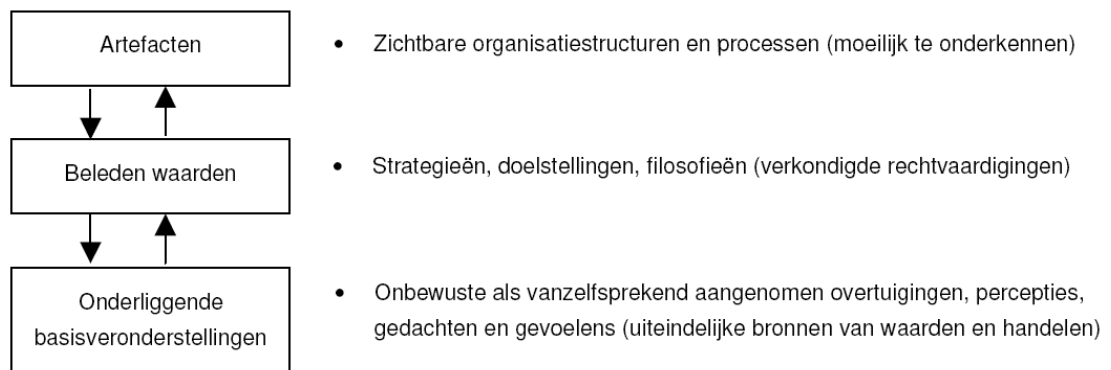 Artefacten
• Zichtbare organisatiestructuren en processen (moeilijk te onderkennen)
Beleden waarden
• Strategieën, doelstellingen, filosofieën (verkondigde rechtvaardigingen)
Onderliggende
basisveronderstellingen
• Onbewuste als vanzelfsprekend aangenomen overtuigingen, percepties,
gedachten en gevoelens (uiteindelijke bronnen van waarden en handelen)